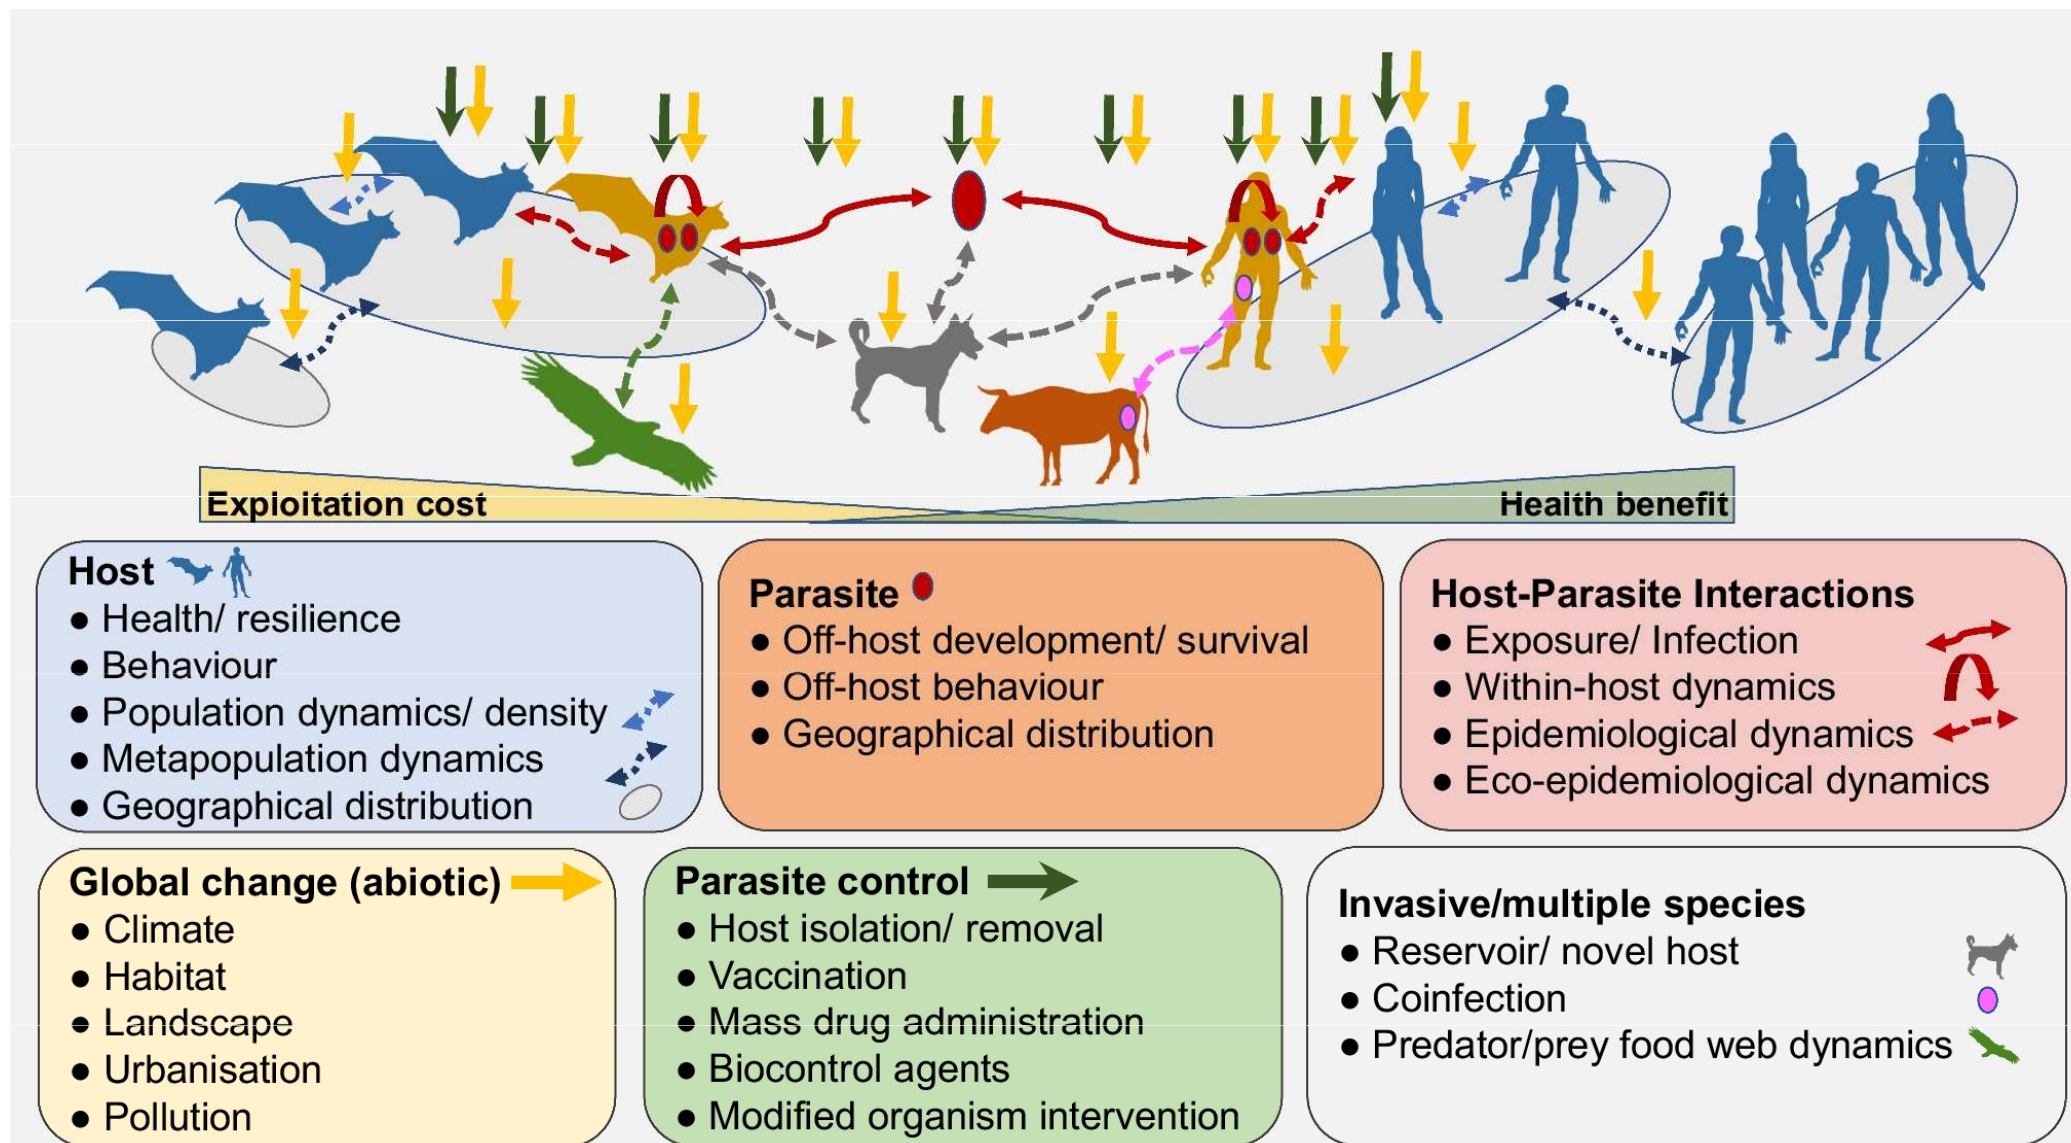 Exploitation cost
Health benefit
Host
● Health/ resilience
● Behaviour
● Population dynamics/ density
● Metapopulation dynamics
● Geographical distribution
Parasite
● Off-host development/ survival
● Off-host behaviour
● Geographical distribution
Host-Parasite Interactions
● Exposure/ Infection
● Within-host dynamics
● Epidemiological dynamics
● Eco-epidemiological dynamics
Global change (abiotic)
● Climate
● Habitat
● Landscape
● Urbanisation
● Pollution
Parasite control
● Host isolation/ removal
● Vaccination
● Mass drug administration
● Biocontrol agents
● Modified organism intervention
Invasive/multiple species
● Reservoir/ novel host
● Coinfection
● Predator/prey food web dynamics